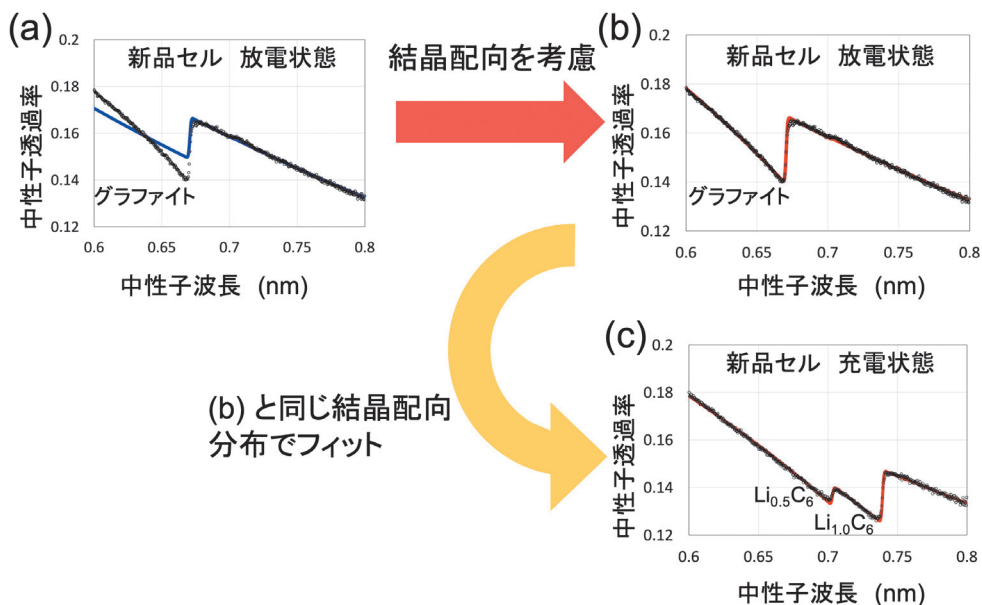 (a)
0.2
0.18
0.16
0.14
0.12
中性子透過率
新品セル 放電状態
グラファイト
0.6
0.65
0.7
0.75
0.8
中性子波長 (nm)
結晶配向を考慮
(b)
0.2
0.18
0.16
0.14
0.12
中性子透過率
新品セル 放電状態
グラファイト
0.6
0.65
0.7
0.75
0.8
中性子波長 (nm)
(b) と同じ結晶配向
分布でフィット
(c)
0.2
0.18
0.16
0.14
0.12
中性子透過率
新品セル 充電状態
Li0.5C6
Li1.0C6
0.6
0.65
0.7
0.75
0.8
中性子波長 (nm)